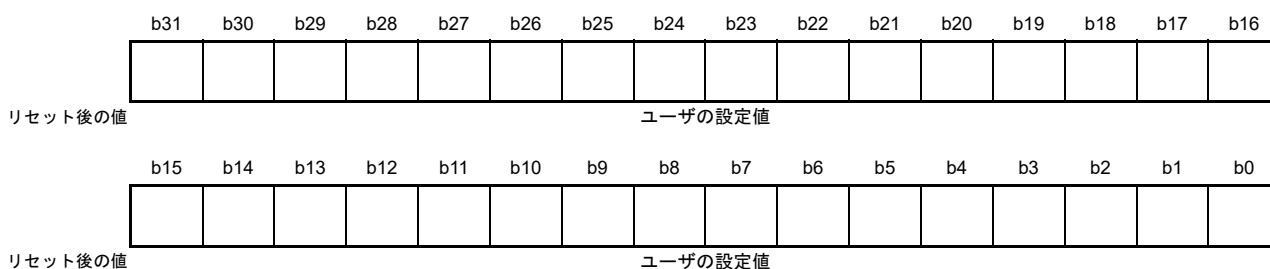 b31 b30 b29 b28 b27 b26 b25 b24 b23 b22 b21 b20 b19 b18 b17 b16
リセット後の値 ユーザの設定値
b15 b14 b13 b12 b11 b10 b9 b8 b7 b6 b5 b4 b3 b2 b1 b0
リセット後の値 ユーザの設定値